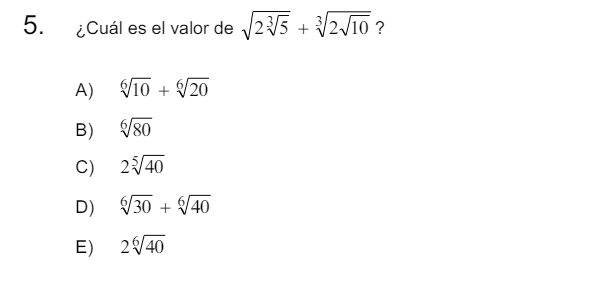 5. ¿Cuál es el valor de √(2∛5) + ∛(2√10) ?
A) ⁶√10 + ⁶√20
B) ⁶√80
C) 2⁵√40
D) ⁶√30 + ⁶√40
E) 2⁶√40